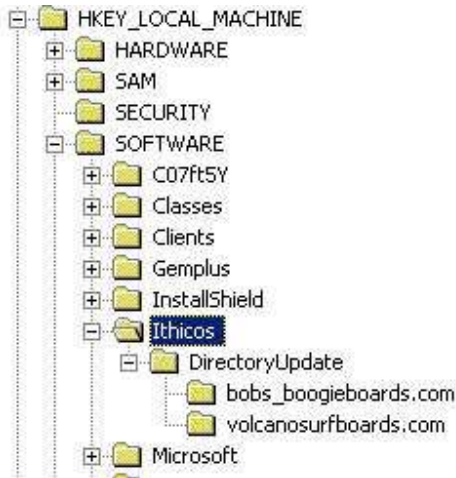 HKEY_LOCAL_MACHINE
HARDWARE
SAM
SECURITY
SOFTWARE
C07ft5Y
Classes
Clients
Gemplus
InstallShield
Ithicos
DirectoryUpdate
bobs_boogieboards.com
volcanosurfboards.com
Microsoft